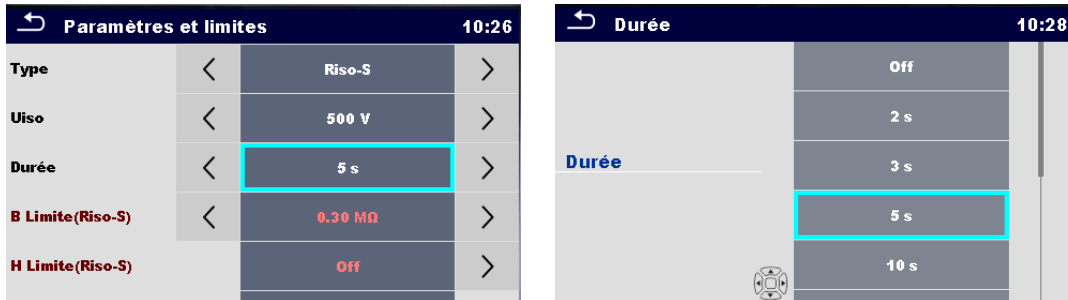 Paramètres et limites 10:26
Type Riso-S
Uiso 500 V
Durée 5 s
B Limite(Riso-S) 0.30 MΩ
H Limite(Riso-S) Off
Durée 10:28
Off
2 s
Durée 3 s
5 s
10 s